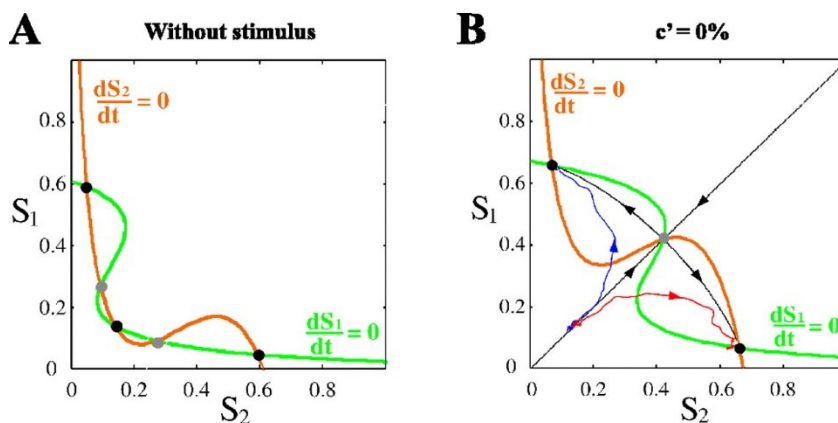 A
Without stimulus
dS2
dt
= 0
0.8
0.6
S1
0.4
0.2
0
dS1
dt
= 0
0 0.2 0.4 0.6 0.8
S2
B
c' = 0%
dS2
dt
= 0
0.8
0.6
S1
0.4
0.2
0
dS1
dt
= 0
0 0.2 0.4 0.6 0.8
S2